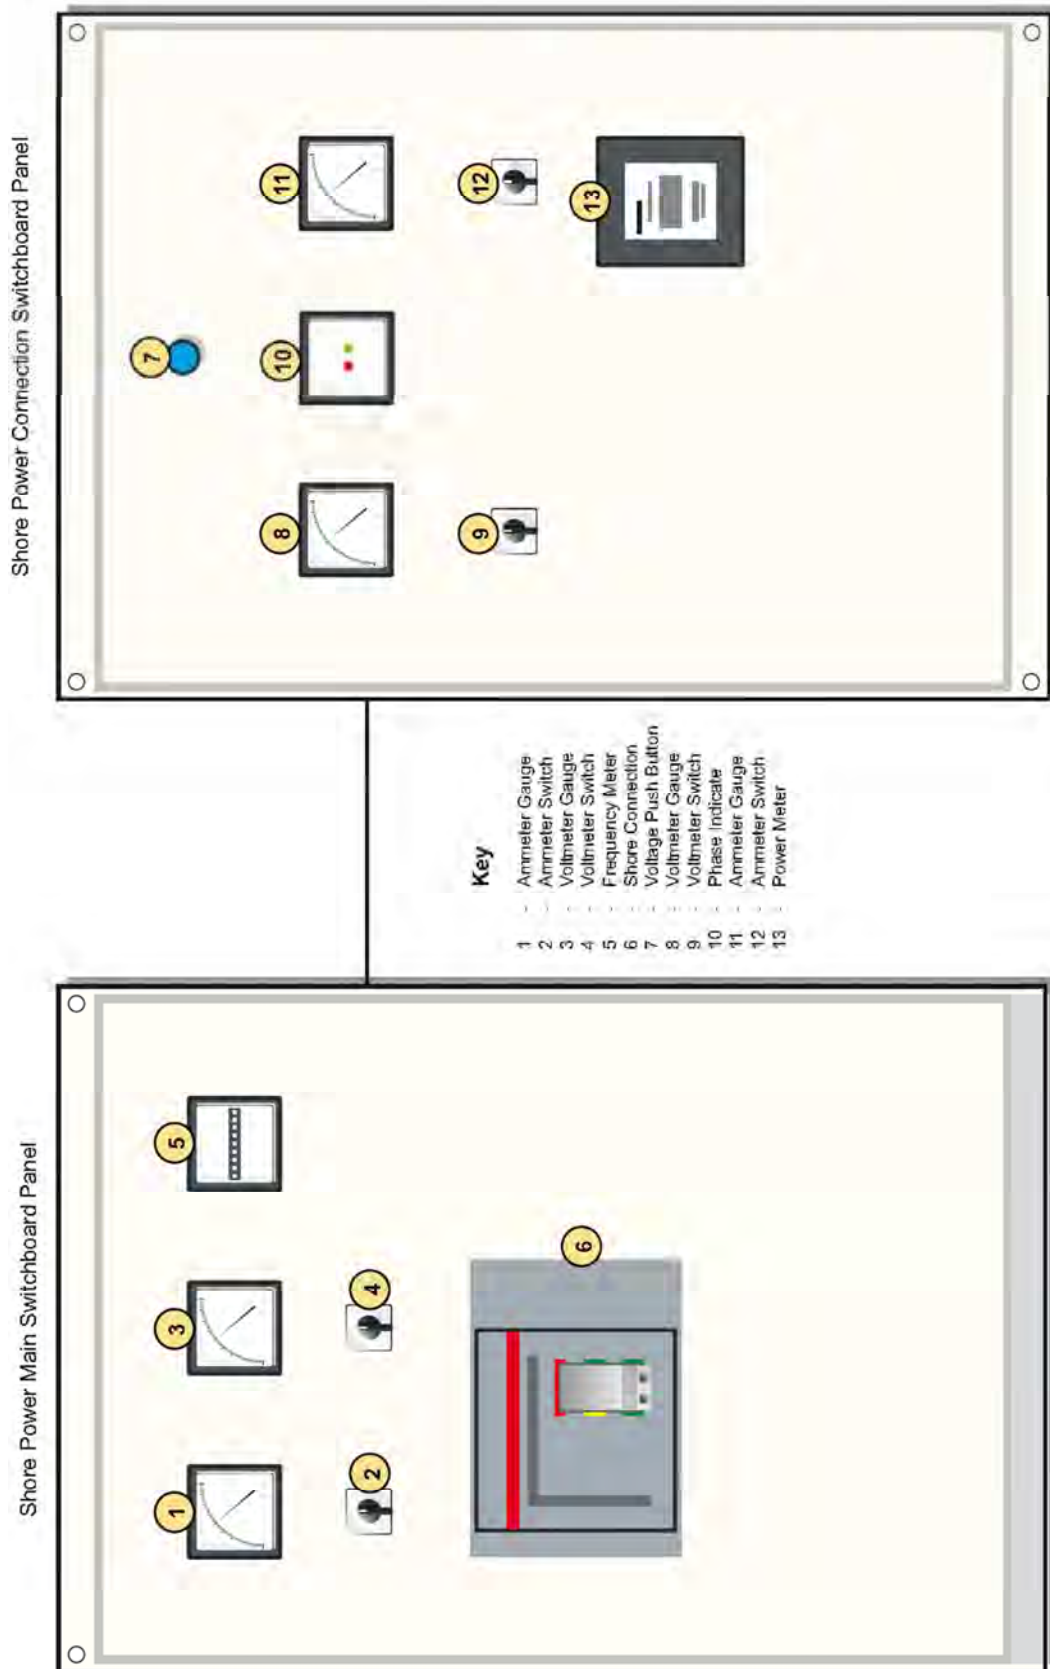 Shore Power Main Switchboard Panel
Shore Power Connection Switchboard Panel
1
2
3
4
5
6
7
8
9
10
11
12
13
Key
1 - Ammeter Gauge
2 - Ammeter Switch
3 - Voltmeter Gauge
4 - Voltmeter Switch
5 - Frequency Meter
6 - Shore Connection
7 - Voltage Push Button
8 - Voltmeter Gauge
9 - Voltmeter Switch
10 - Phase Indicate
11 - Ammeter Gauge
12 - Ammeter Switch
13 - Power Meter